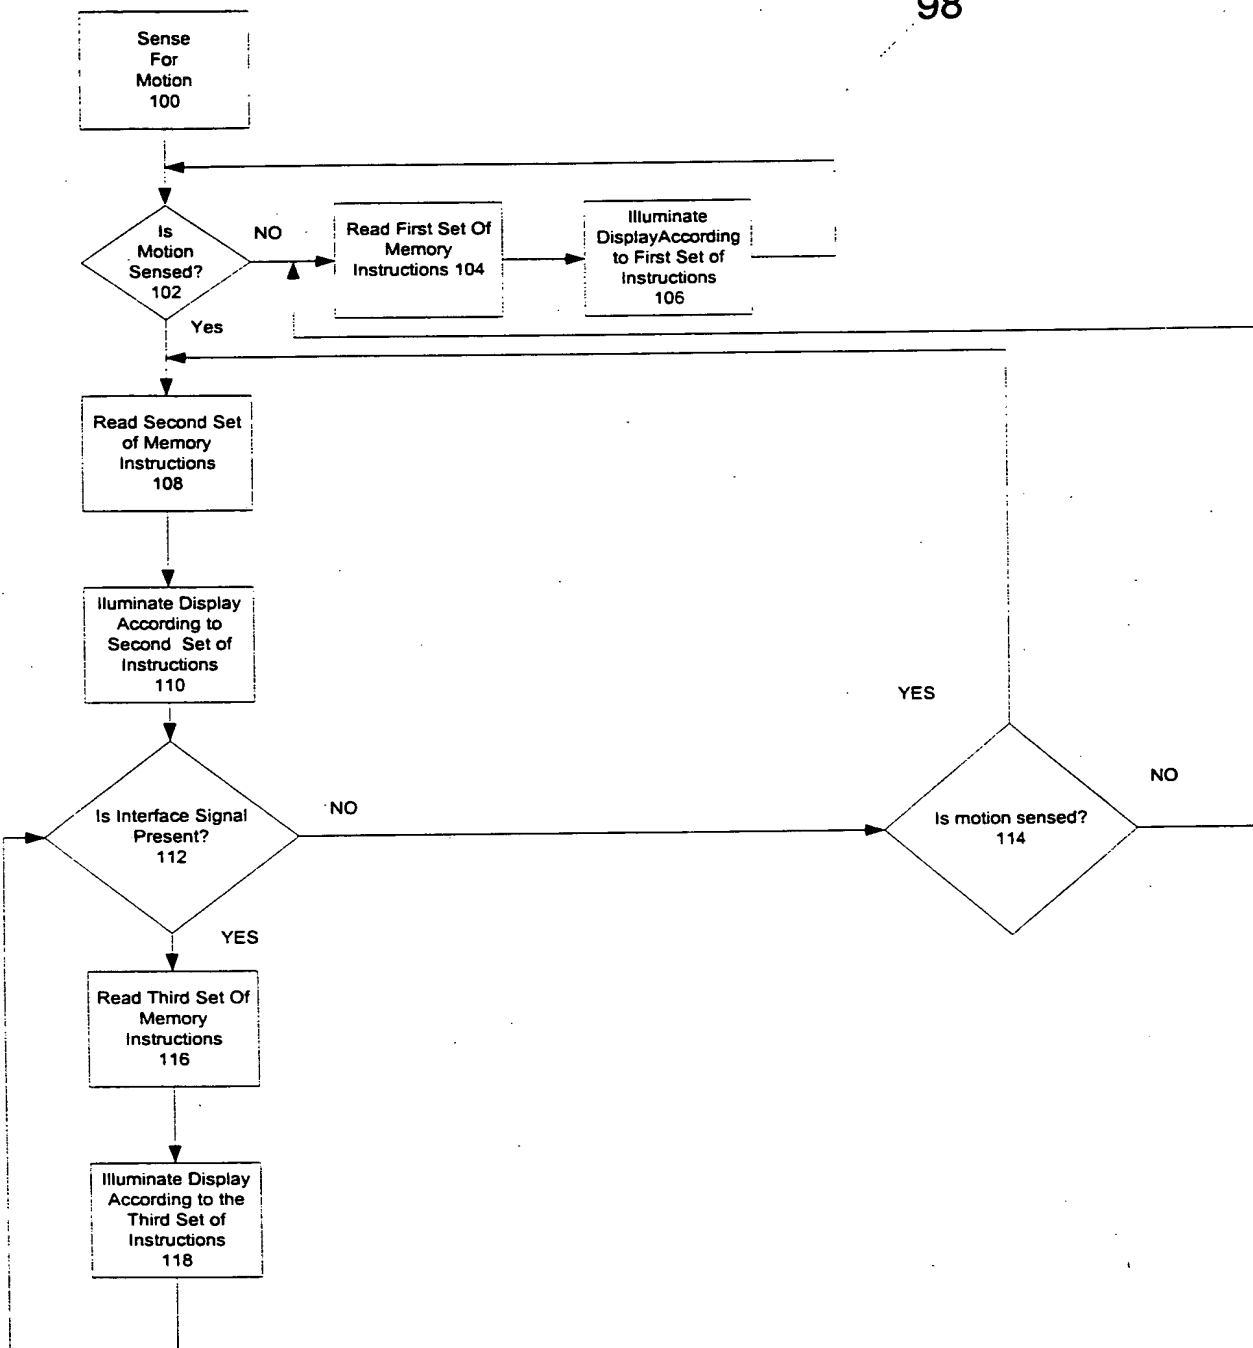 98
Sense
For
Motion
100
Is
Motion
Sensed?
102
NO
Read First Set Of
Memory
Instructions 104
Illuminate
DisplayAccording
to First Set of
Instructions
106
Yes
Read Second Set
of Memory
Instructions
108
Iluminate Display
According to
Second Set of
Instructions
110
Is Interface Signal
Present?
112
NO
YES
Is motion sensed?
114
NO
YES
Read Third Set Of
Memory
Instructions
116
Illuminate Display
According to the
Third Set of
Instructions
118